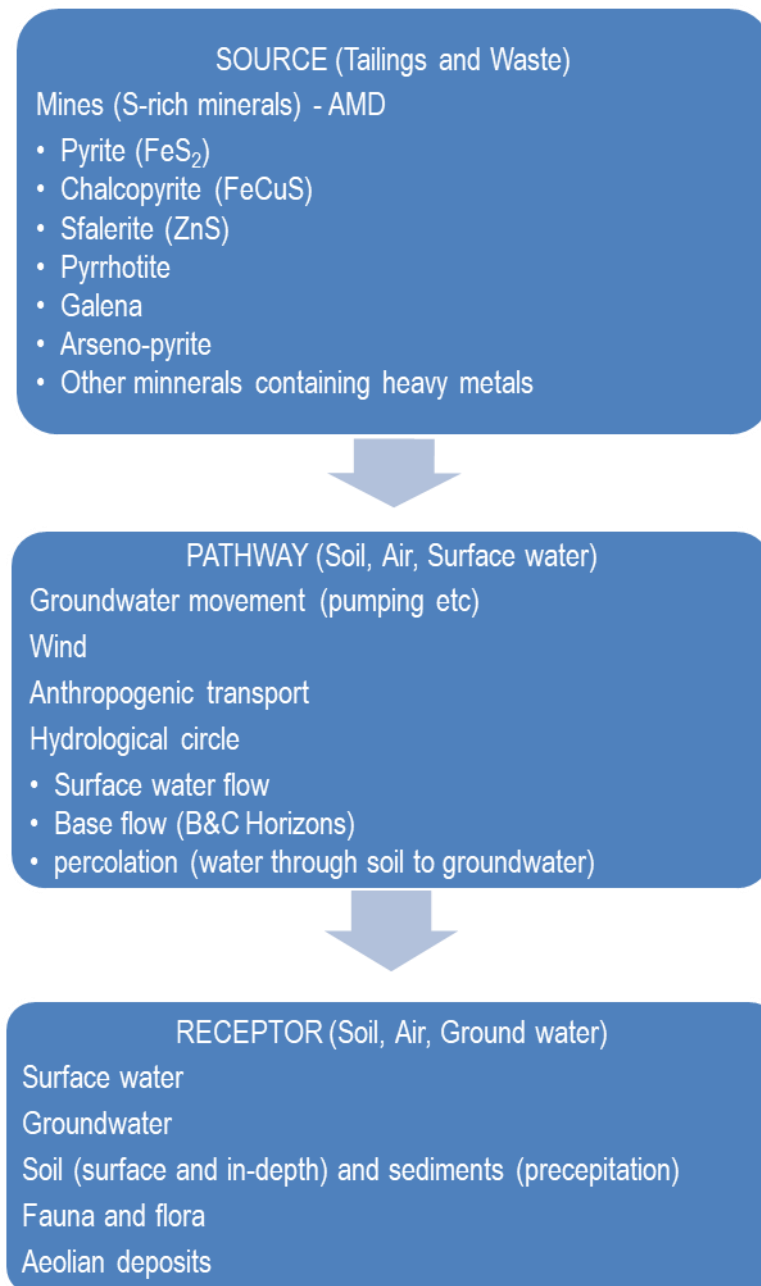 SOURCE (Tailings and Waste)
Mines (S-rich minerals) - AMD
• Pyrite (FeS₂)
• Chalcopyrite (FeCuS)
• Sfalerite (ZnS)
• Pyrrhotite
• Galena
• Arseno-pyrite
• Other minnerals containing heavy metals
PATHWAY (Soil, Air, Surface water)
Groundwater movement (pumping etc)
Wind
Anthropogenic transport
Hydrological circle
• Surface water flow
• Base flow (B&C Horizons)
• percolation (water through soil to groundwater)
RECEPTOR (Soil, Air, Ground water)
Surface water
Groundwater
Soil (surface and in-depth) and sediments (precepitation)
Fauna and flora
Aeolian deposits